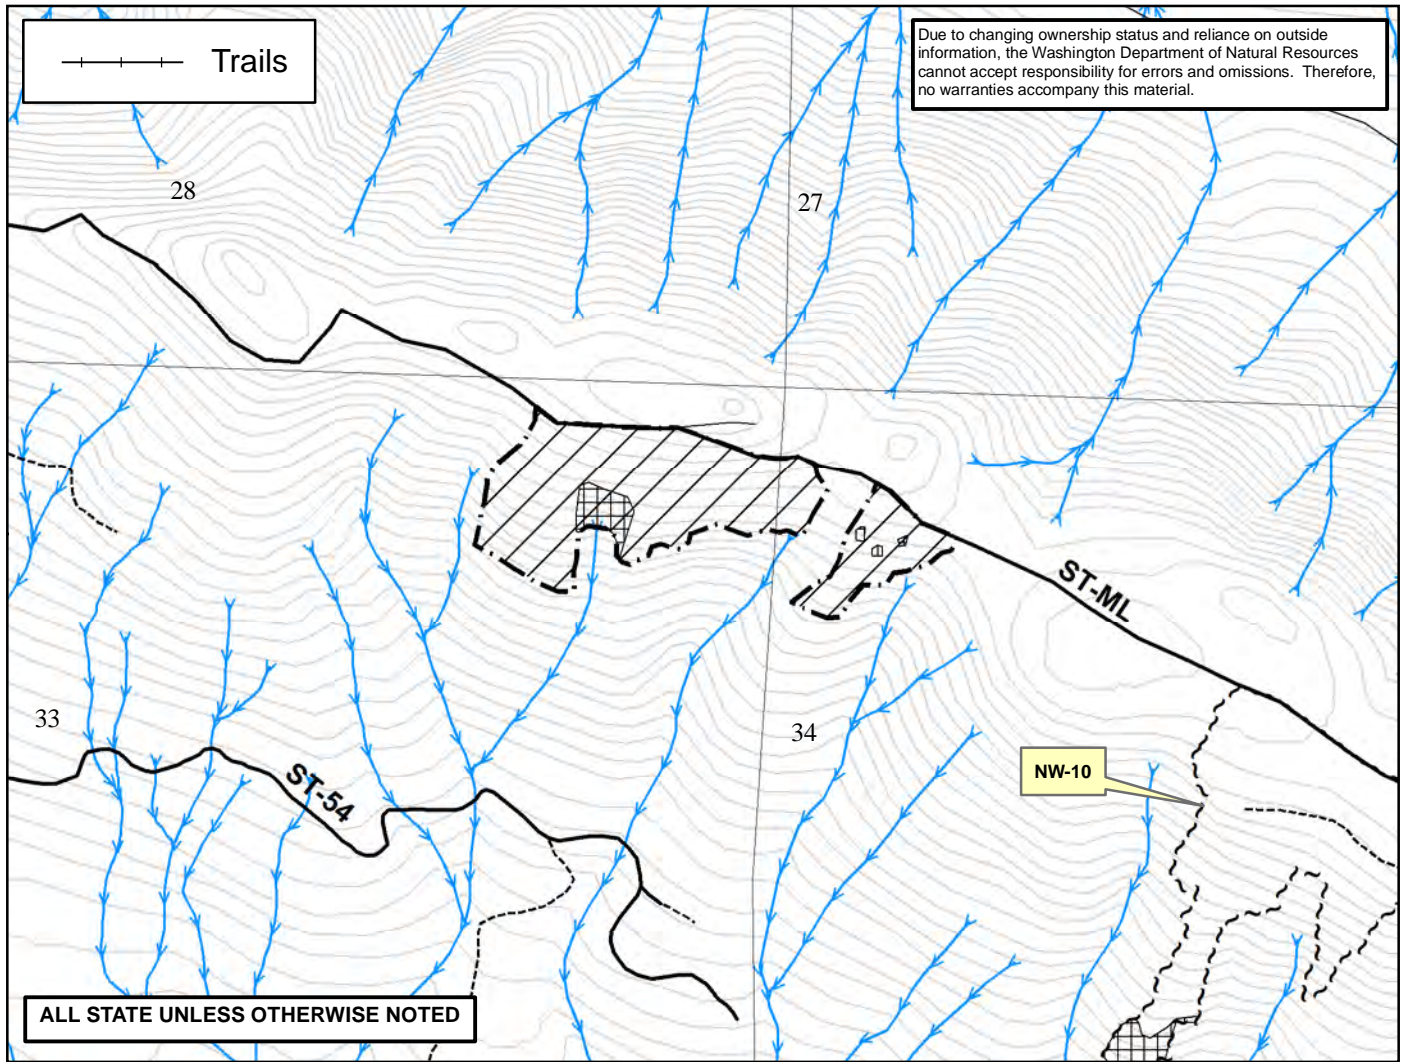 Trails
Due to changing ownership status and reliance on outside
information, the Washington Department of Natural Resources
cannot accept responsibility for errors and omissions. Therefore,
no warranties accompany this material.
28
27
ST-ML
33
34
NW-10
ST-54
ALL STATE UNLESS OTHERWISE NOTED